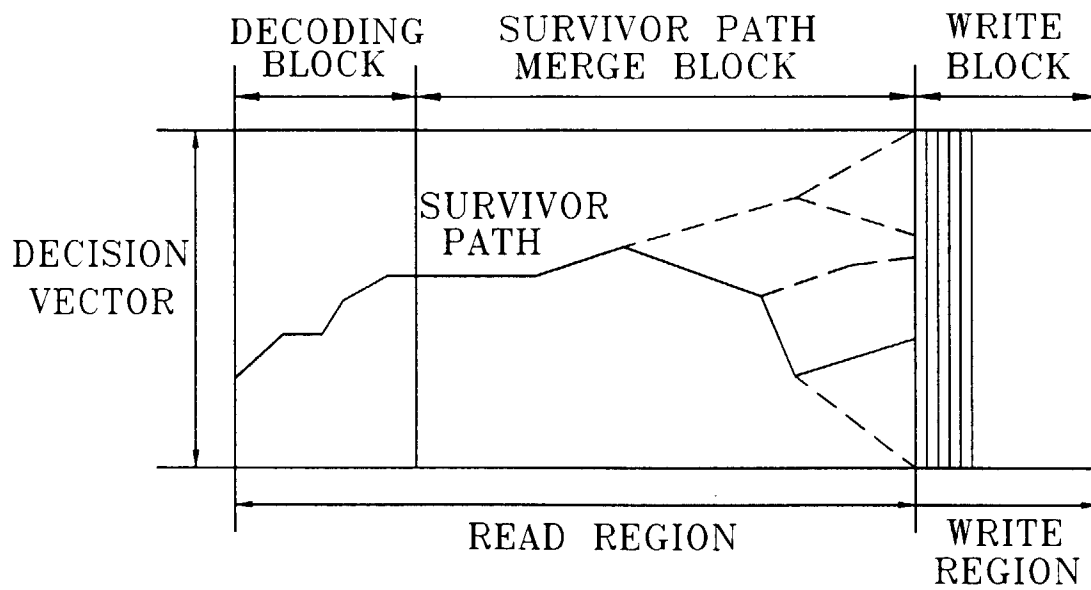 DECODING
BLOCK
SURVIVOR PATH
MERGE BLOCK
WRITE
BLOCK
SURVIVOR
PATH
DECISION
VECTOR
READ REGION
WRITE
REGION